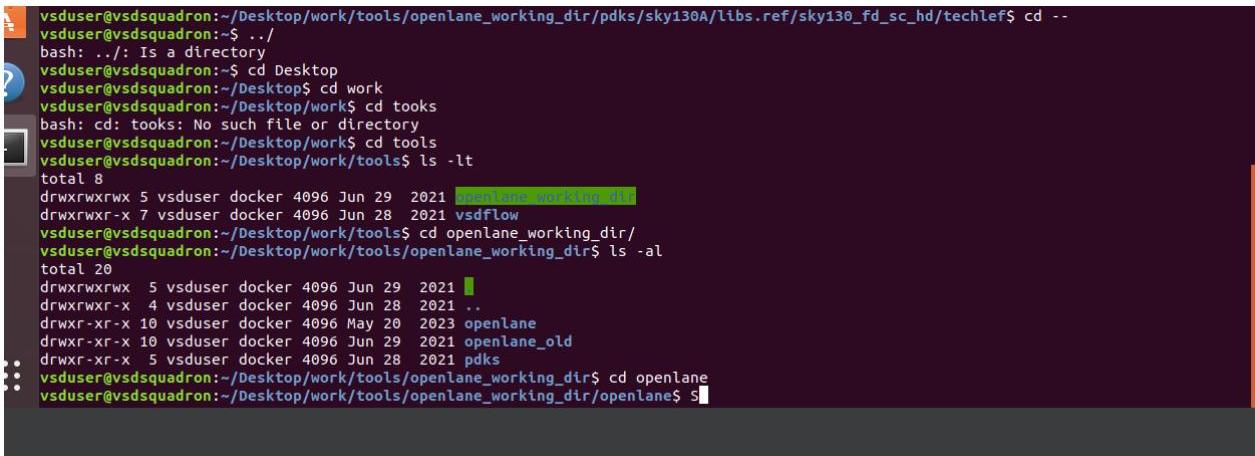 vsduser@vsdsquadron:~/Desktop/work/tools/openlane_working_dir/pdks/sky130A/libs.ref/sky130_fd_sc_hd/techlef$ cd --
vsduser@vsdsquadron:~$ ../
bash: ../: Is a directory
vsduser@vsdsquadron:~$ cd Desktop
vsduser@vsdsquadron:~/Desktop$ cd work
vsduser@vsdsquadron:~/Desktop/work$ cd tooks
bash: cd: tooks: No such file or directory
vsduser@vsdsquadron:~/Desktop/work$ cd tools
vsduser@vsdsquadron:~/Desktop/work/tools$ ls -lt
total 8
drwxrwxrwx 5 vsduser docker 4096 Jun 29  2021 openlane_working_dir
drwxrwxr-x 7 vsduser docker 4096 Jun 28  2021 vsdflow
vsduser@vsdsquadron:~/Desktop/work/tools$ cd openlane_working_dir/
vsduser@vsdsquadron:~/Desktop/work/tools/openlane_working_dir$ ls -al
total 20
drwxrwxrwx  5 vsduser docker 4096 Jun 29  2021 .
drwxrwxr-x  4 vsduser docker 4096 Jun 28  2021 ..
drwxr-xr-x 10 vsduser docker 4096 May 20  2023 openlane
drwxr-xr-x 10 vsduser docker 4096 Jun 29  2021 openlane_old
drwxr-xr-x  5 vsduser docker 4096 Jun 28  2021 pdks
vsduser@vsdsquadron:~/Desktop/work/tools/openlane_working_dir$ cd openlane
vsduser@vsdsquadron:~/Desktop/work/tools/openlane_working_dir/openlane$ S